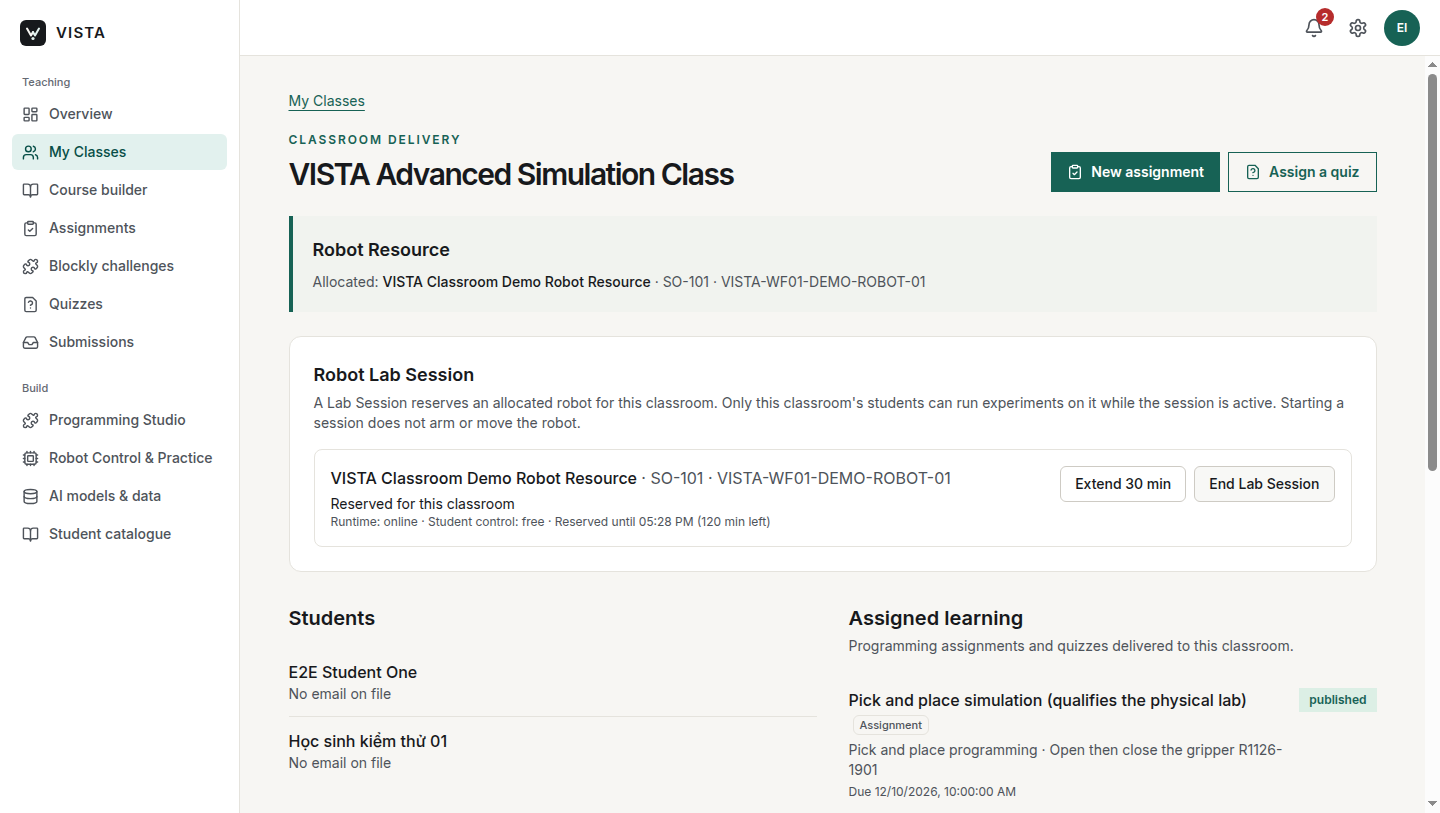 VISTA
2
EI
Teaching
Overview
My Classes
Course builder
Assignments
Blockly challenges
Quizzes
Submissions
Build
Programming Studio
Robot Control & Practice
AI models & data
Student catalogue
My Classes
CLASSROOM DELIVERY
VISTA Advanced Simulation Class
New assignment
Assign a quiz
Robot Resource
Allocated: VISTA Classroom Demo Robot Resource · SO-101 · VISTA-WF01-DEMO-ROBOT-01
Robot Lab Session
A Lab Session reserves an allocated robot for this classroom. Only this classroom's students can run experiments on it while the session is active. Starting a
session does not arm or move the robot.
VISTA Classroom Demo Robot Resource · SO-101 · VISTA-WF01-DEMO-ROBOT-01
Reserved for this classroom
Runtime: online · Student control: free · Reserved until 05:28 PM (120 min left)
Extend 30 min
End Lab Session
Students
E2E Student One
No email on file
Học sinh kiểm thử 01
No email on file
Assigned learning
Programming assignments and quizzes delivered to this classroom.
Pick and place simulation (qualifies the physical lab)
published
Assignment
Pick and place programming · Open then close the gripper R1126-
1901
Due 12/10/2026, 10:00:00 AM